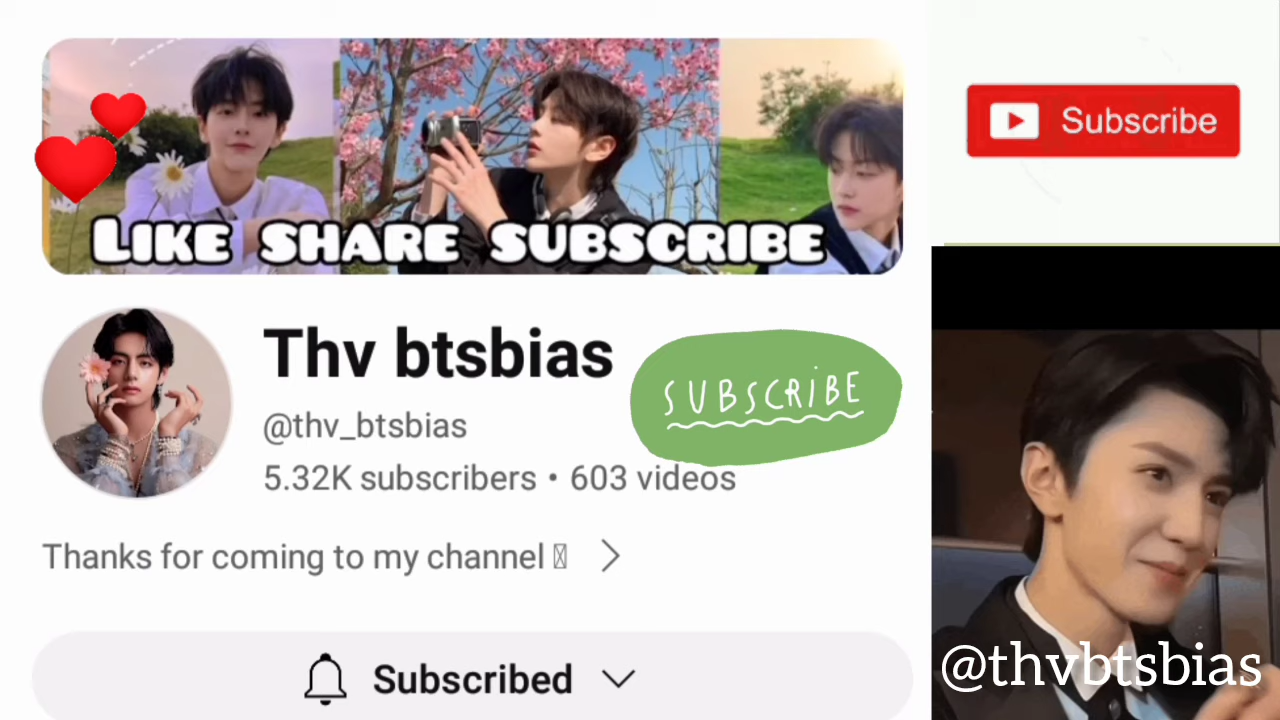 LIKE SHARE SUBSCRIBE
Subscribe
Thv btsbias
SUBSCRIBE
@thv_btsbias
5.32K subscribers • 603 videos
Thanks for coming to my channel
Subscribed
@thvbtsbias